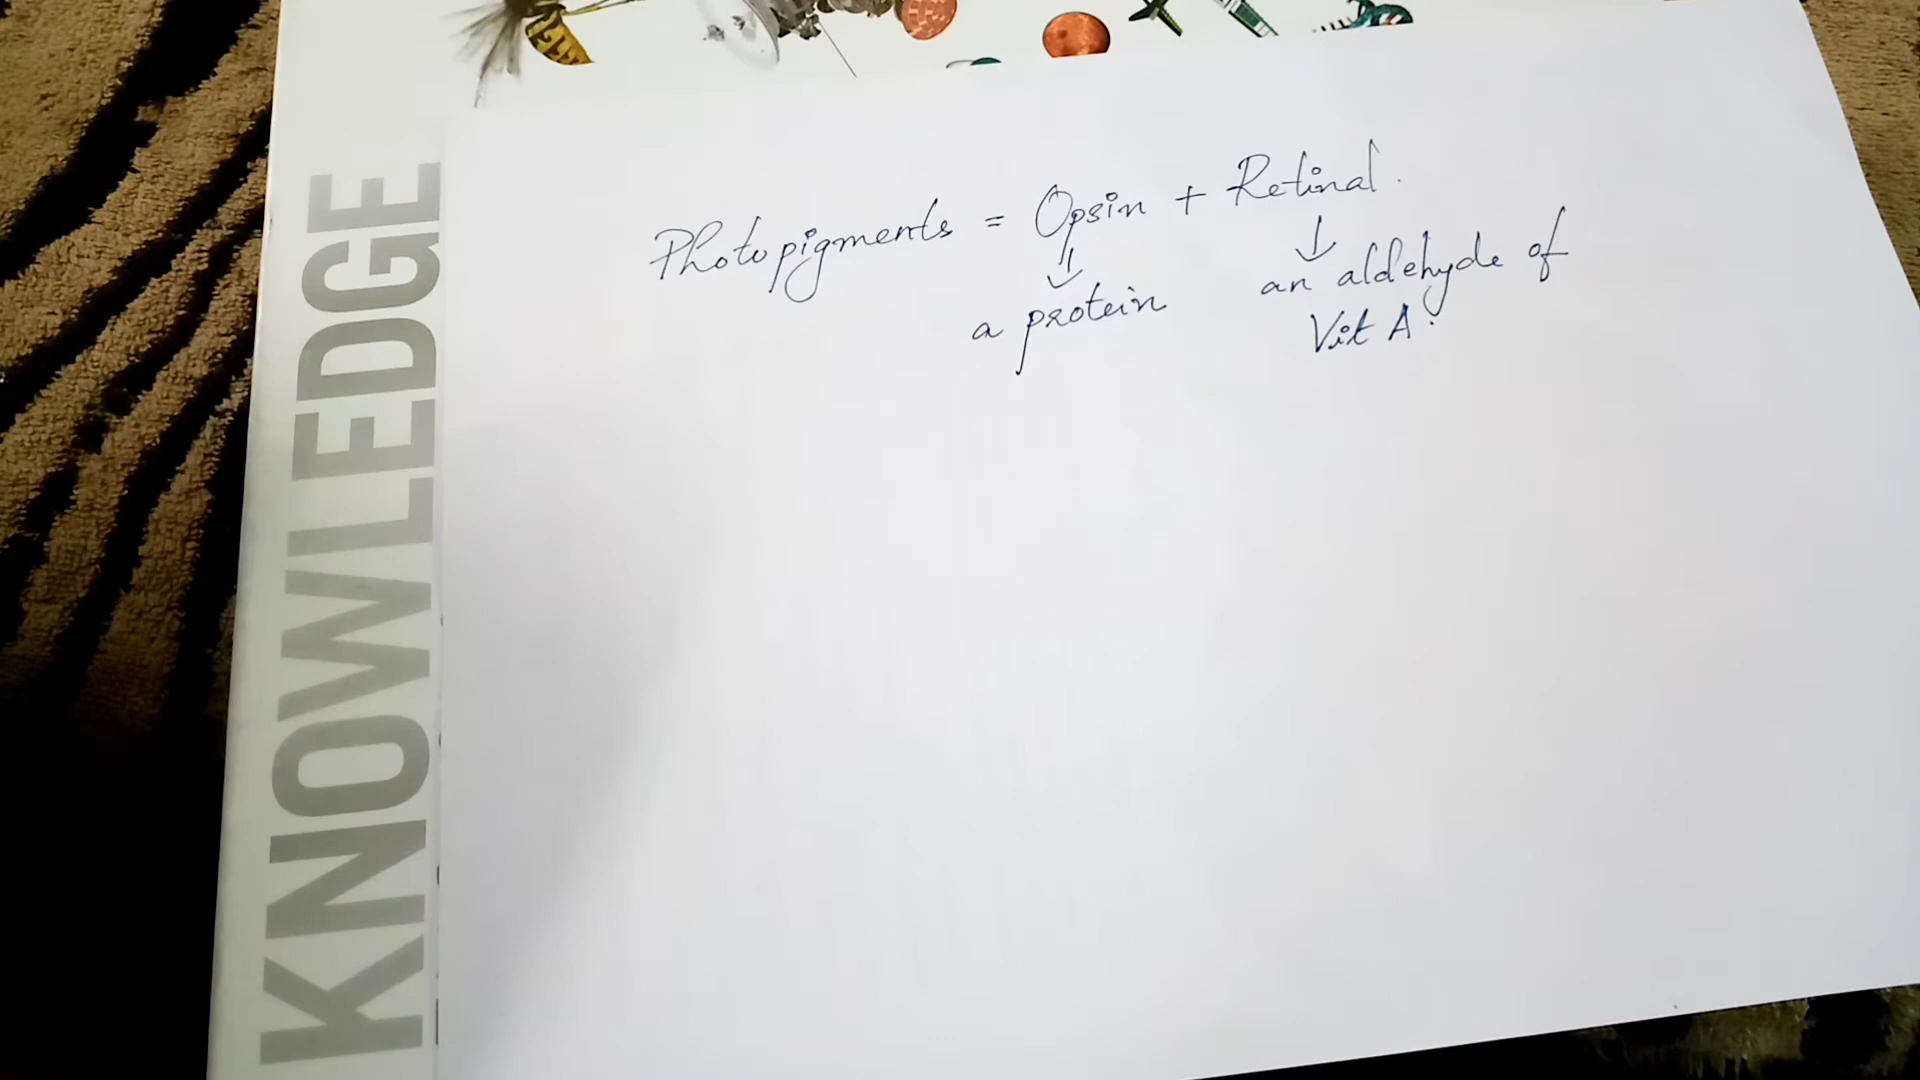 KNOWLEDGE
Photopigments = Opsin + Retinal.
a protein an aldehyde of
Vit A.